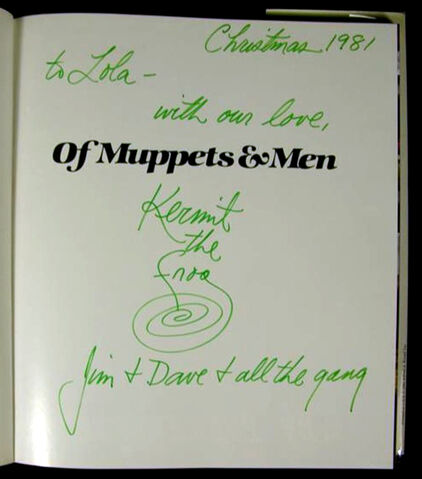 Christmas 1981
to Lola -
with our love,
Of Muppets & Men
Kermit
the
frog
Jim + Dave + all the gang